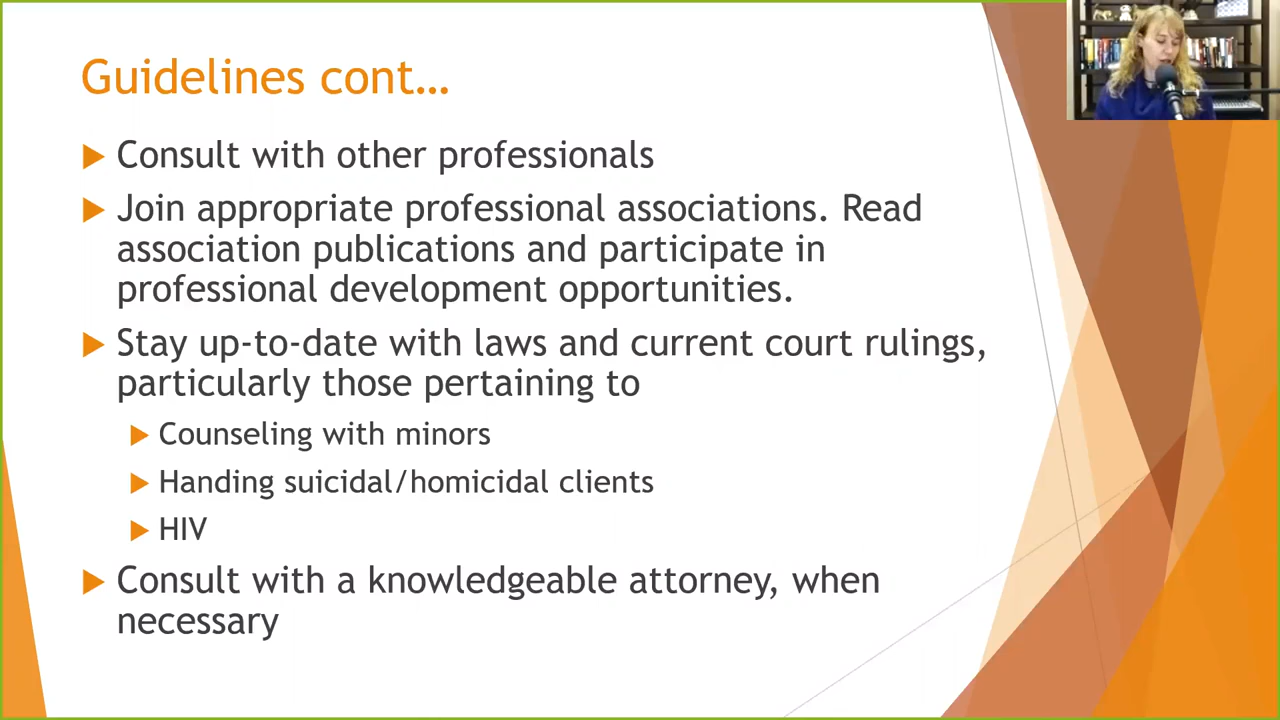 Guidelines cont…
Consult with other professionals
Join appropriate professional associations. Read
association publications and participate in
professional development opportunities.
Stay up-to-date with laws and current court rulings,
particularly those pertaining to
Counseling with minors
Handing suicidal/homicidal clients
HIV
Consult with a knowledgeable attorney, when
necessary